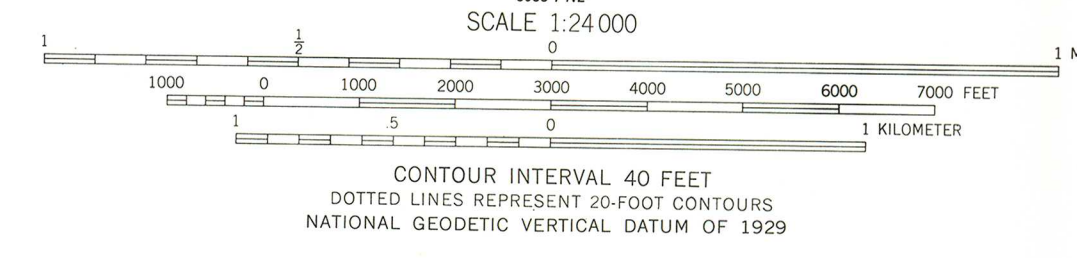 SCALE 1:24 000
1 1/2 0 1
1000 0 1000 2000 3000 4000 5000 6000 7000 FEET
1 .5 0 1 KILOMETER
CONTOUR INTERVAL 40 FEET
DOTTED LINES REPRESENT 20-FOOT CONTOURS
NATIONAL GEODETIC VERTICAL DATUM OF 1929